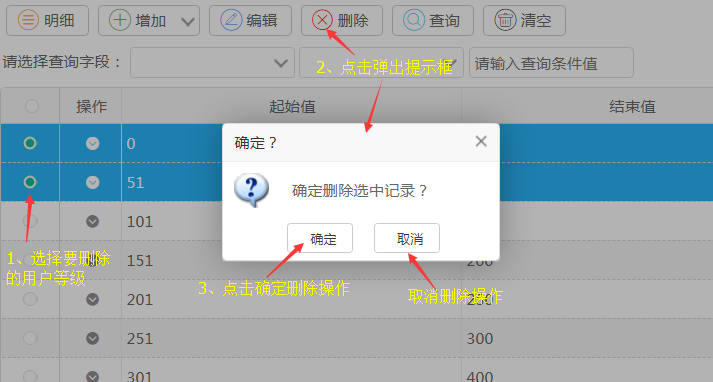 明细 增加 编辑 删除 查询 清空
请选择查询字段： 请输入查询条件值
2、点击弹出提示框
操作 起始值 结束值
0
确定？
51
确定删除选中记录？
101
确定 取消
1、选择要删除
的用户等级
151 200
3、点击确定删除操作
取消删除操作
201 250
251 300
301 400